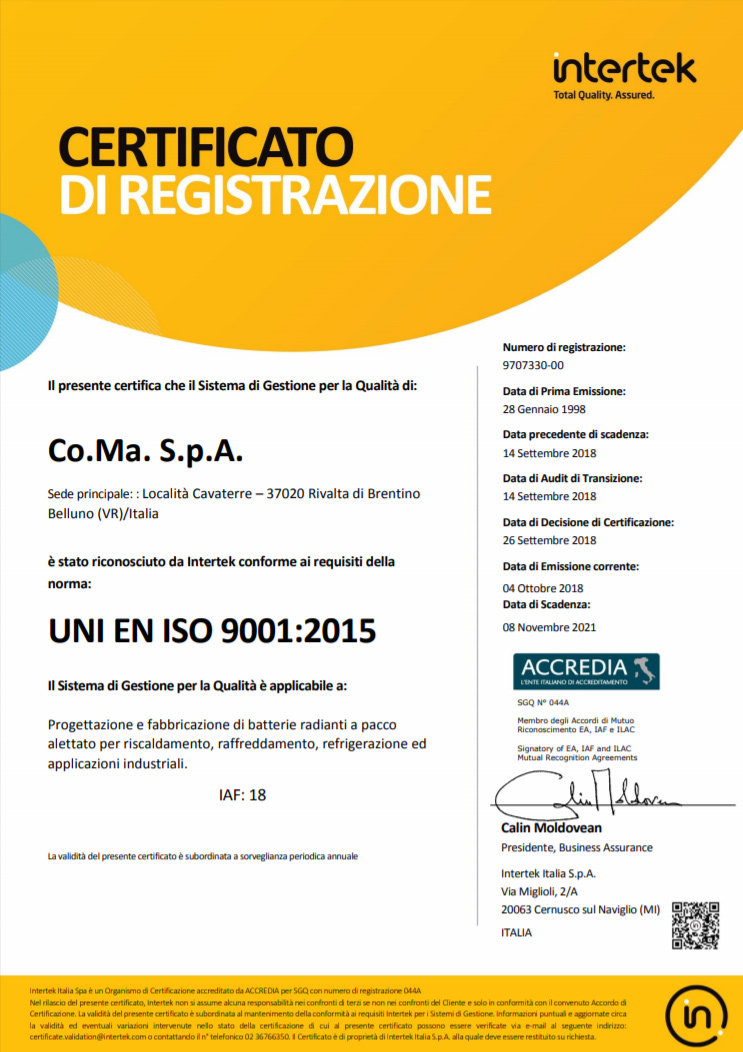 intertek
Total Quality. Assured.
CERTIFICATO
DI REGISTRAZIONE
Il presente certifica che il Sistema di Gestione per la Qualità di:
Co.Ma. S.p.A.
Sede principale: : Località Cavaterre – 37020 Rivalta di Brentino
Belluno (VR)/Italia
è stato riconosciuto da Intertek conforme ai requisiti della
norma:
UNI EN ISO 9001:2015
Il Sistema di Gestione per la Qualità è applicabile a:
Progettazione e fabbricazione di batterie radianti a pacco
alettato per riscaldamento, raffreddamento, refrigerazione ed
applicazioni industriali.
IAF: 18
La validità del presente certificato è subordinata a sorveglianza periodica annuale
Numero di registrazione:
9707330-00
Data di Prima Emissione:
28 Gennaio 1998
Data precedente di scadenza:
14 Settembre 2018
Data di Audit di Transizione:
14 Settembre 2018
Data di Decisione di Certificazione:
26 Settembre 2018
Data di Emissione corrente:
04 Ottobre 2018
Data di Scadenza:
08 Novembre 2021
ACCREDIA
L'ENTE ITALIANO DI ACCREDITAMENTO
SGQ N° 044A
Membro degli Accordi di Mutuo
Riconoscimento EA, IAF e ILAC
Signatory of EA, IAF and ILAC
Mutual Recognition Agreements
Calin Moldovean
Calin Moldovean
Presidente, Business Assurance
Intertek Italia S.p.A.
Via Miglioli, 2/A
20063 Cernusco sul Naviglio (MI)
ITALIA
Intertek Italia Spa è un Organismo di Certificazione accreditato da ACCREDIA per SGQ con numero di registrazione 044A
Nel rilascio del presente certificato, Intertek non si assume alcuna responsabilità nei confronti di terzi se non nei confronti del Cliente e solo in conformità con il convenuto Accordo di
Certificazione. La validità del presente certificato è subordinata al mantenimento della conformità ai requisiti Intertek per i Sistemi di Gestione. Informazioni puntuali e aggiornate circa
la validità ed eventuali variazioni intervenute nello stato della certificazione di cui al presente certificato possono essere verificate via e-mail al seguente indirizzo:
certificate.validation@intertek.com o contattando il n° telefonico 02 36766350. Il Certificato è di proprietà di Intertek Italia S.p.A. alla quale deve essere restituito su richiesta.
in